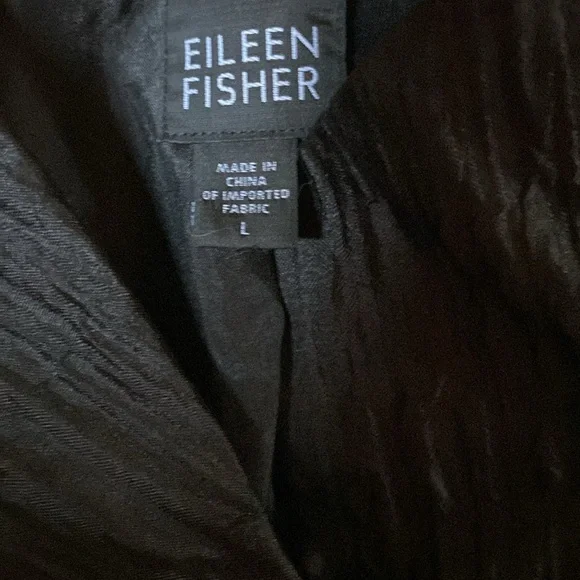 EILEEN
FISHER
MADE IN
CHINA
OF IMPORTED
FABRIC
L